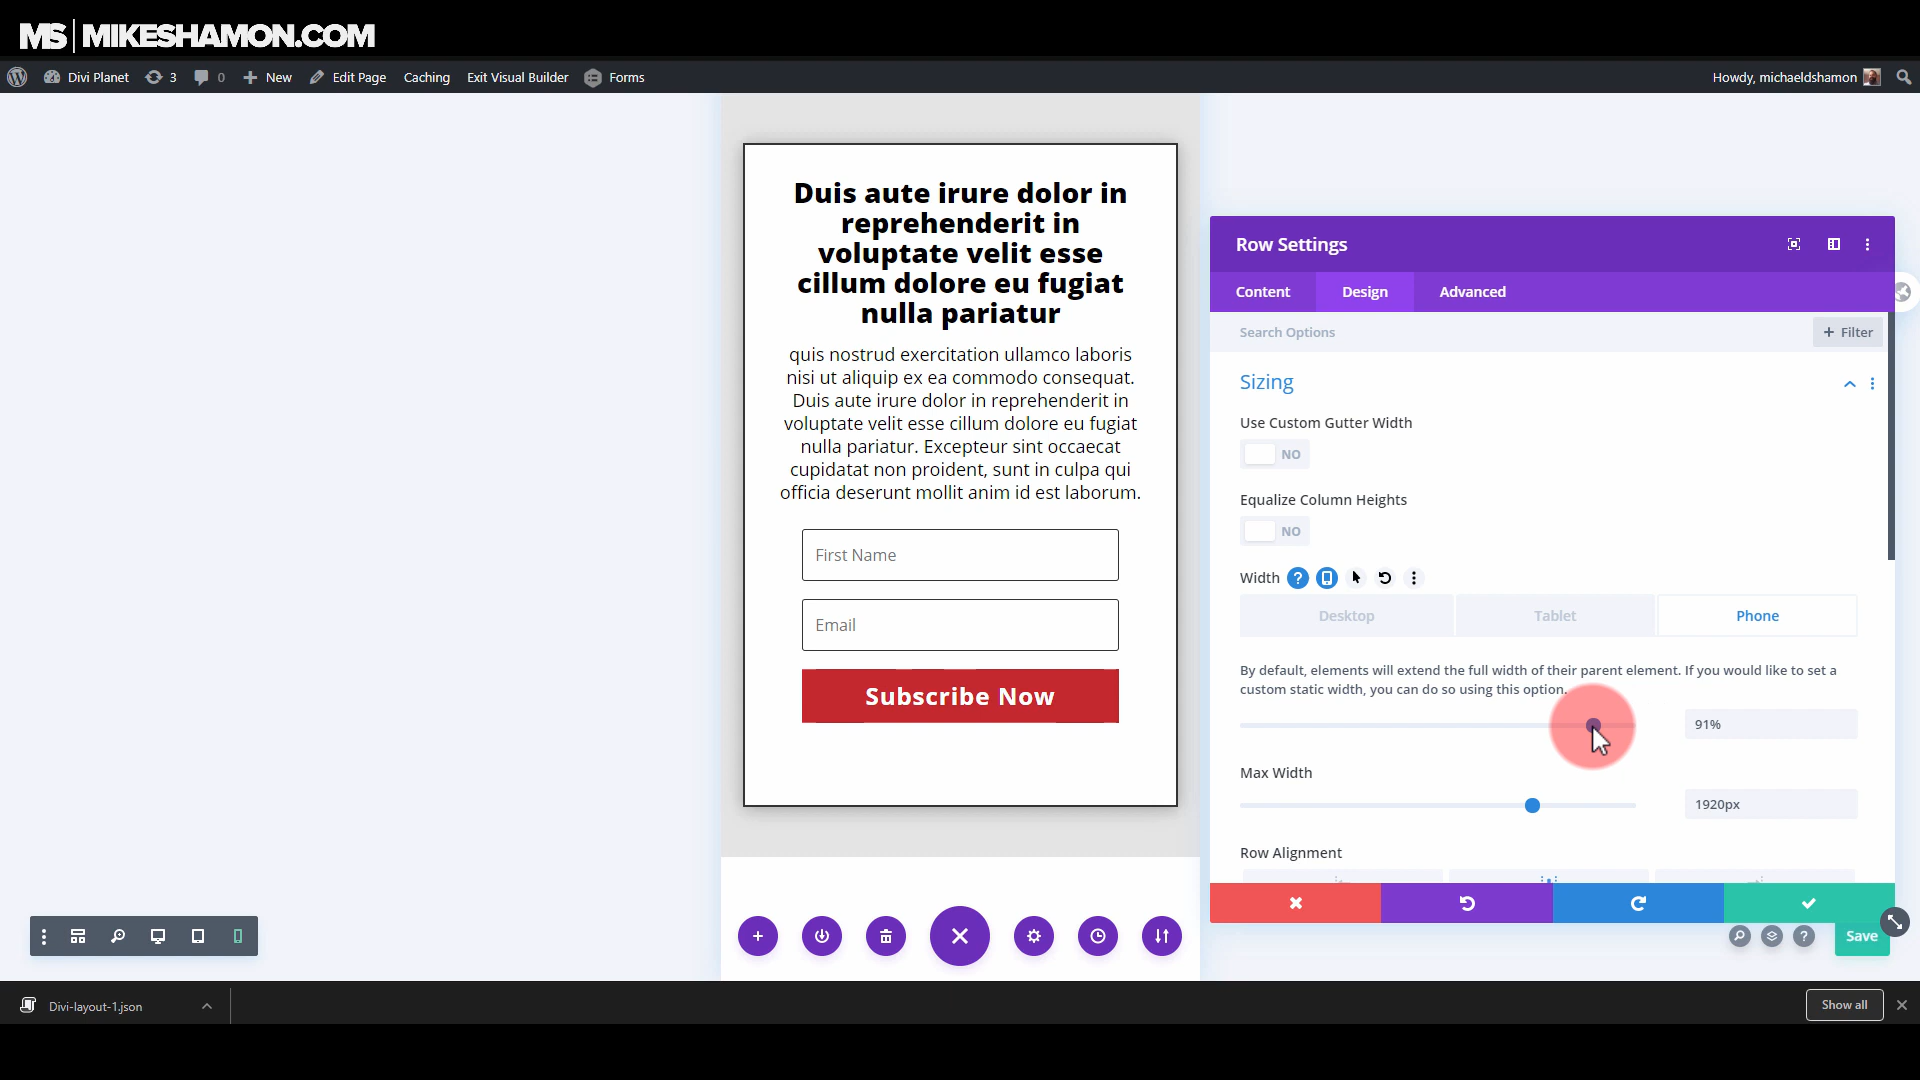 MS | MIKESHAMON.COM
Divi Planet 3 0 New Edit Page Caching Exit Visual Builder Forms Howdy, michaeldshamon
Duis aute irure dolor in
reprehenderit in
voluptate velit esse
cillum dolore eu fugiat
nulla pariatur
quis nostrud exercitation ullamco laboris
nisi ut aliquip ex ea commodo consequat.
Duis aute irure dolor in reprehenderit in
voluptate velit esse cillum dolore eu fugiat
nulla pariatur. Excepteur sint occaecat
cupidatat non proident, sunt in culpa qui
officia deserunt mollit anim id est laborum.
First Name
Email
Subscribe Now
Row Settings
Content Design Advanced
Search Options + Filter
Sizing
Use Custom Gutter Width
NO
Equalize Column Heights
NO
Width ?
Desktop Tablet Phone
By default, elements will extend the full width of their parent element. If you would like to set a
custom static width, you can do so using this option.
91%
Max Width
1920px
Row Alignment
? Save
Divi-layout-1.json
Show all